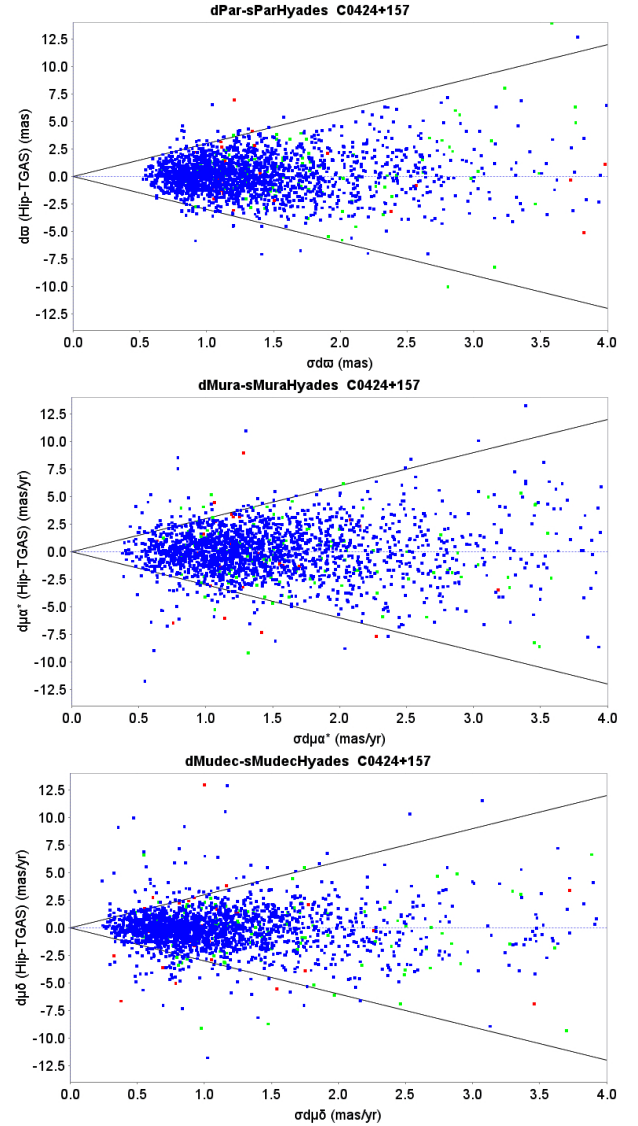 dPar-sParHyades C0424+157
dϖ (Hip-TGAS) (mas)
12.5
10.0
7.5
5.0
2.5
0.0
-2.5
-5.0
-7.5
-10.0
-12.5
0.0 0.5 1.0 1.5 2.0 2.5 3.0 3.5 4.0
σdϖ (mas)
dMura-sMuraHyades C0424+157
dμα* (Hip-TGAS) (mas/yr)
12.5
10.0
7.5
5.0
2.5
0.0
-2.5
-5.0
-7.5
-10.0
-12.5
0.0 0.5 1.0 1.5 2.0 2.5 3.0 3.5 4.0
σdμα* (mas/yr)
dMudec-sMudecHyades C0424+157
dμδ (Hip-TGAS) (mas/yr)
12.5
10.0
7.5
5.0
2.5
0.0
-2.5
-5.0
-7.5
-10.0
-12.5
0.0 0.5 1.0 1.5 2.0 2.5 3.0 3.5 4.0
σdμδ (mas/yr)